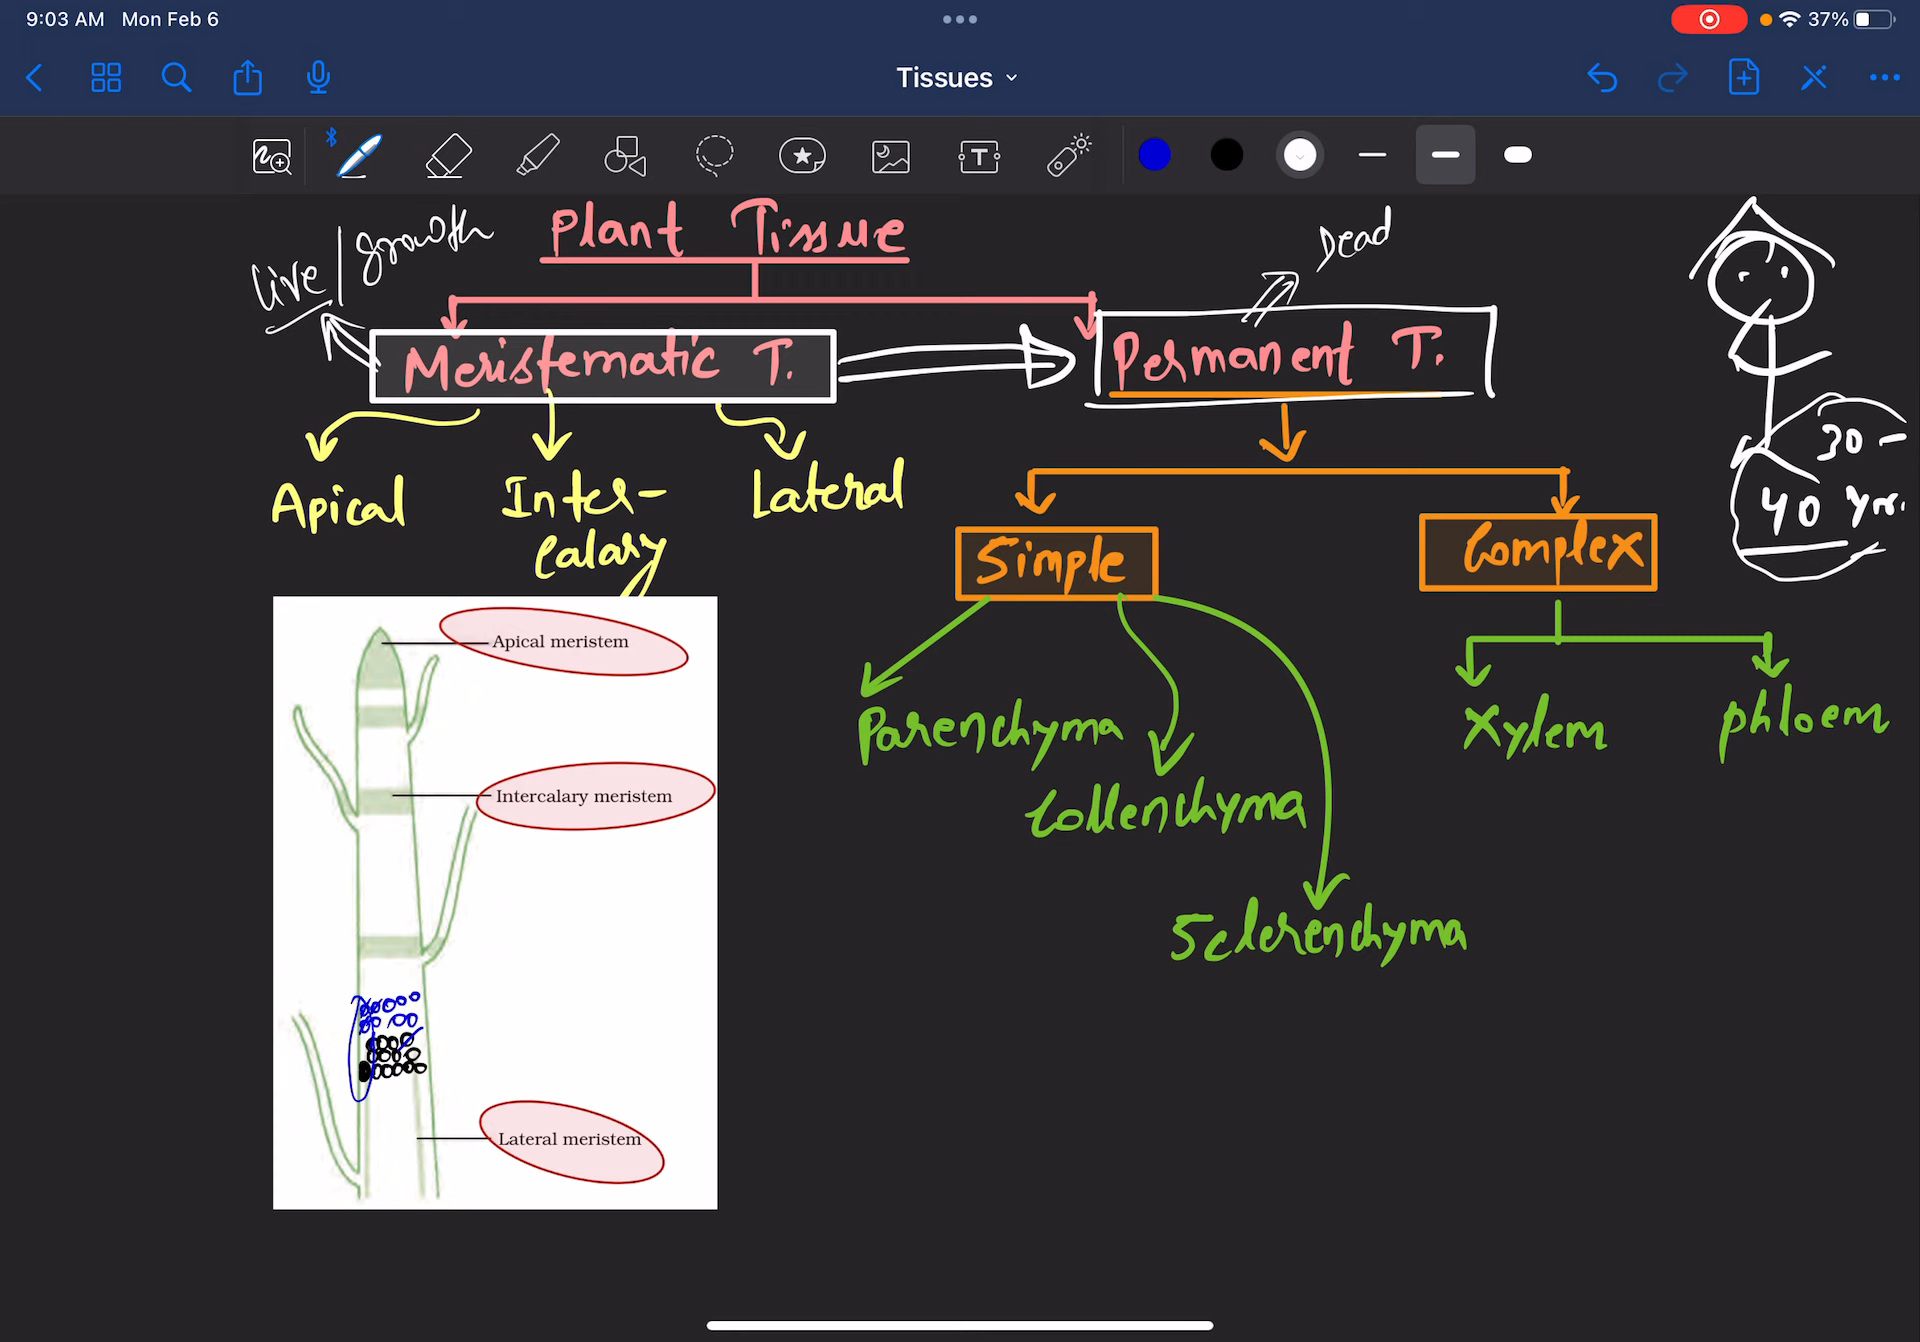 9:03 AM Mon Feb 6
37%
Tissues
T
Plant Tissue
live/growth
Dead
Meristematic T.
Permanent T.
30 -
40 yr.
Apical
Inter-
calary
Lateral
Simple
Complex
Apical meristem
Parenchyma
Collenchyma
Sclerenchyma
Xylem
phloem
Intercalary meristem
Lateral meristem